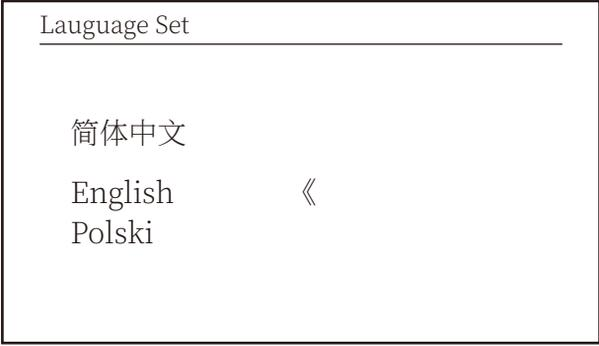 Lauguage Set
简体中文
English 《
Polski